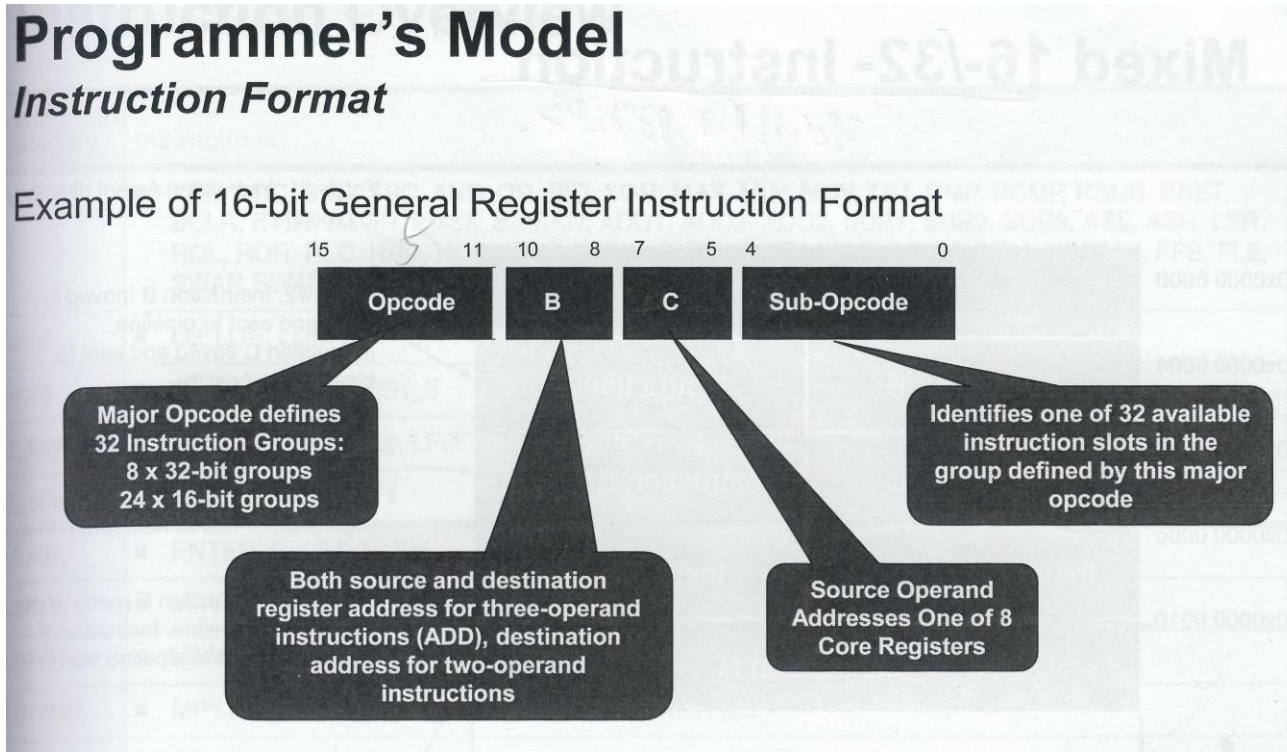 Programmer's Model
Instruction Format
Example of 16-bit General Register Instruction Format
15 11 10 8 7 5 4 0
Opcode B C Sub-Opcode
Major Opcode defines
32 Instruction Groups:
8 x 32-bit groups
24 x 16-bit groups
Identifies one of 32 available
instruction slots in the
group defined by this major
opcode
Both source and destination
register address for three-operand
instructions (ADD), destination
address for two-operand
instructions
Source Operand
Addresses One of 8
Core Registers